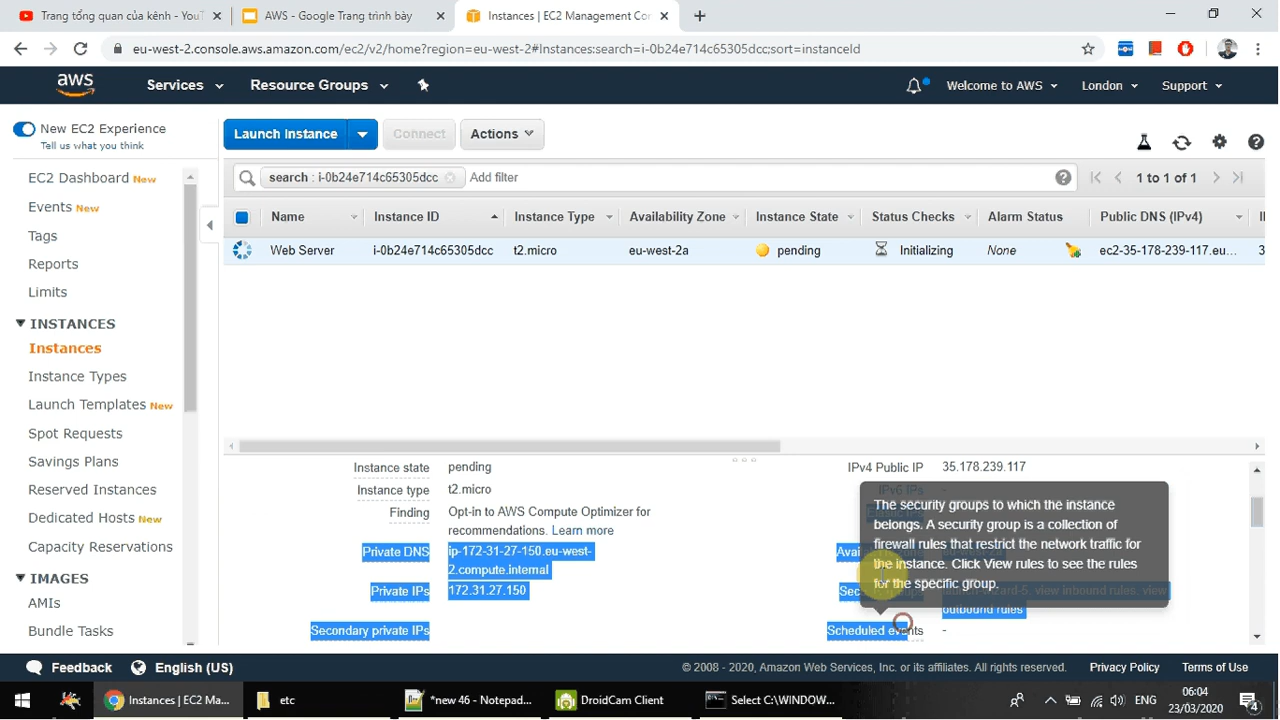 Trang tổng quan của kênh - YouT
AWS - Google Trang trình bày
Instances | EC2 Management Con
eu-west-2.console.aws.amazon.com/ec2/v2/home?region=eu-west-2#Instances:search=i-0b24e714c65305dcc;sort=instanceId
aws
Services
Resource Groups
Welcome to AWS
London
Support
New EC2 Experience
Tell us what you think
Launch Instance
Connect
Actions
EC2 Dashboard New
Events New
Tags
Reports
Limits
INSTANCES
Instances
Instance Types
Launch Templates New
Spot Requests
Savings Plans
Reserved Instances
Dedicated Hosts New
Capacity Reservations
IMAGES
AMIs
Bundle Tasks
search : i-0b24e714c65305dcc
Add filter
1 to 1 of 1
Name Instance ID Instance Type Availability Zone Instance State Status Checks Alarm Status Public DNS (IPv4)
Web Server i-0b24e714c65305dcc t2.micro eu-west-2a pending Initializing None ec2-35-178-239-117.eu... 3
Instance state pending
Instance type t2.micro
Finding Opt-in to AWS Compute Optimizer for
recommendations. Learn more
Private DNS ip-172-31-27-150.eu-west-
2.compute.internal
Private IPs 172.31.27.150
Secondary private IPs
IPv4 Public IP 35.178.239.117
IPv6 IPs -
The security groups to which the instance
belongs. A security group is a collection of
firewall rules that restrict the network traffic for
the instance. Click View rules to see the rules
for the specific group.
launch-wizard-5. view inbound rules. view
outbound rules
Scheduled events -
Feedback
English (US)
© 2008 - 2020, Amazon Web Services, Inc. or its affiliates. All rights reserved.
Privacy Policy
Terms of Use
Instances | EC2 Ma...
etc
*new 46 - Notepad...
DroidCam Client
Select C:\WINDOW...
ENG
06:04
23/03/2020
4